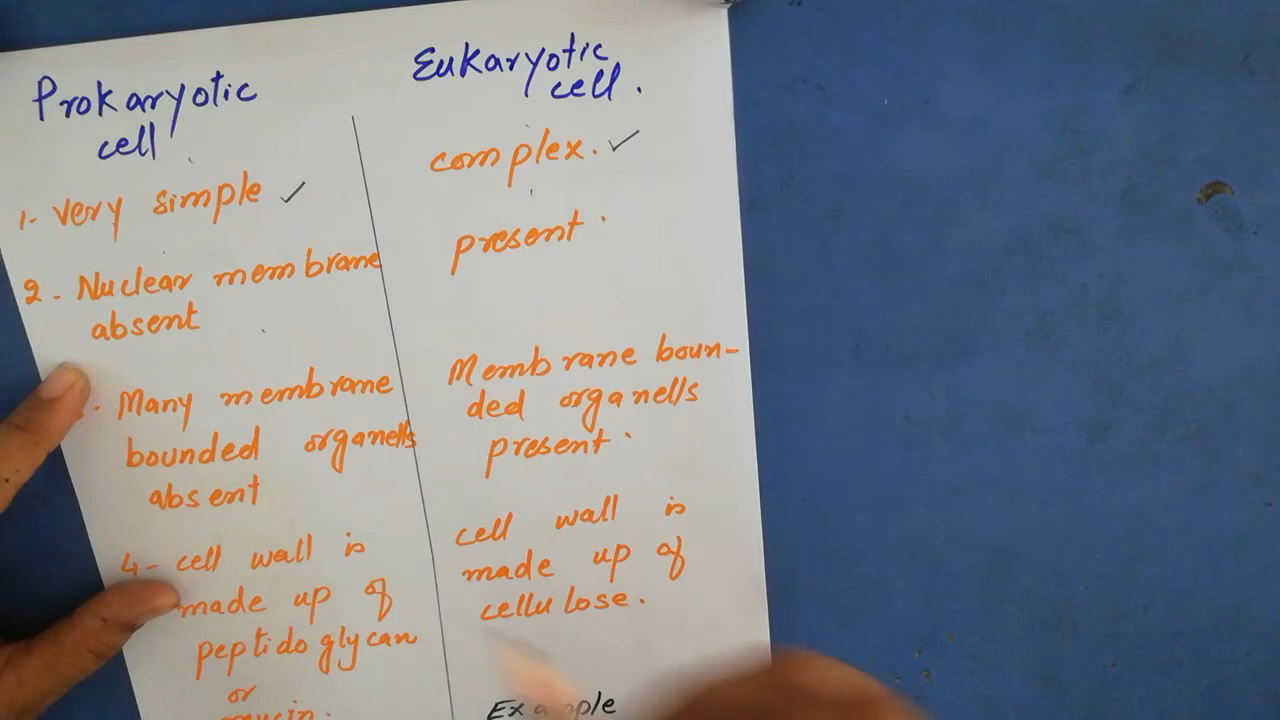 Prokaryotic
cell
1- very simple ✓
2. Nuclear membrane
absent
. Many membrane
bounded organells
absent
4- cell wall is
made up of
peptidoglycan
or
Eukaryotic
cell.
complex. ✓
present.
Membrane boun-
ded organells
present.
cell wall is
made up of
cellulose.
Example